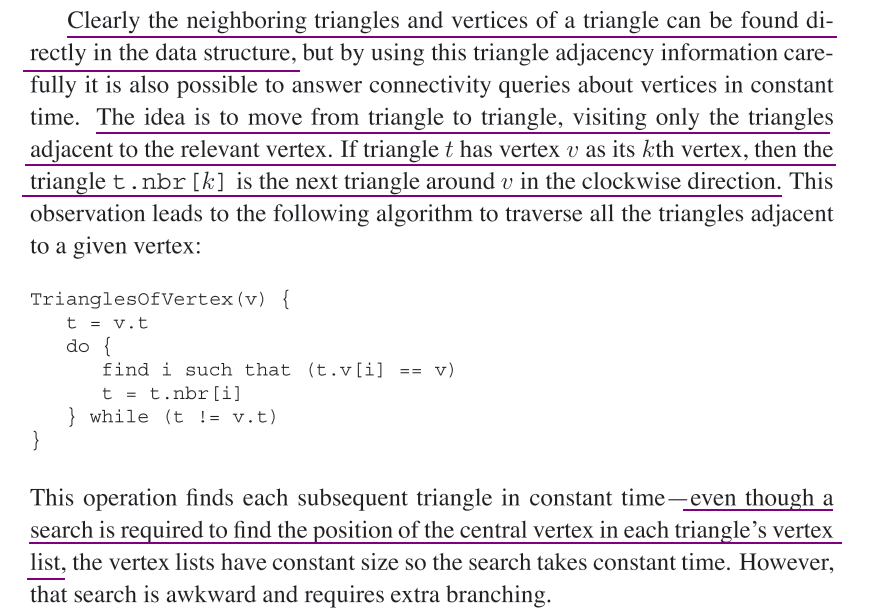 Clearly the neighboring triangles and vertices of a triangle can be found di-
rectly in the data structure, but by using this triangle adjacency information care-
fully it is also possible to answer connectivity queries about vertices in constant
time. The idea is to move from triangle to triangle, visiting only the triangles
adjacent to the relevant vertex. If triangle t has vertex v as its kth vertex, then the
triangle t.nbr[k] is the next triangle around v in the clockwise direction. This
observation leads to the following algorithm to traverse all the triangles adjacent
to a given vertex:
TrianglesOfVertex(v) {
   t = v.t
   do {
      find i such that (t.v[i] == v)
      t = t.nbr[i]
   } while (t != v.t)
}
This operation finds each subsequent triangle in constant time—even though a
search is required to find the position of the central vertex in each triangle's vertex
list, the vertex lists have constant size so the search takes constant time. However,
that search is awkward and requires extra branching.